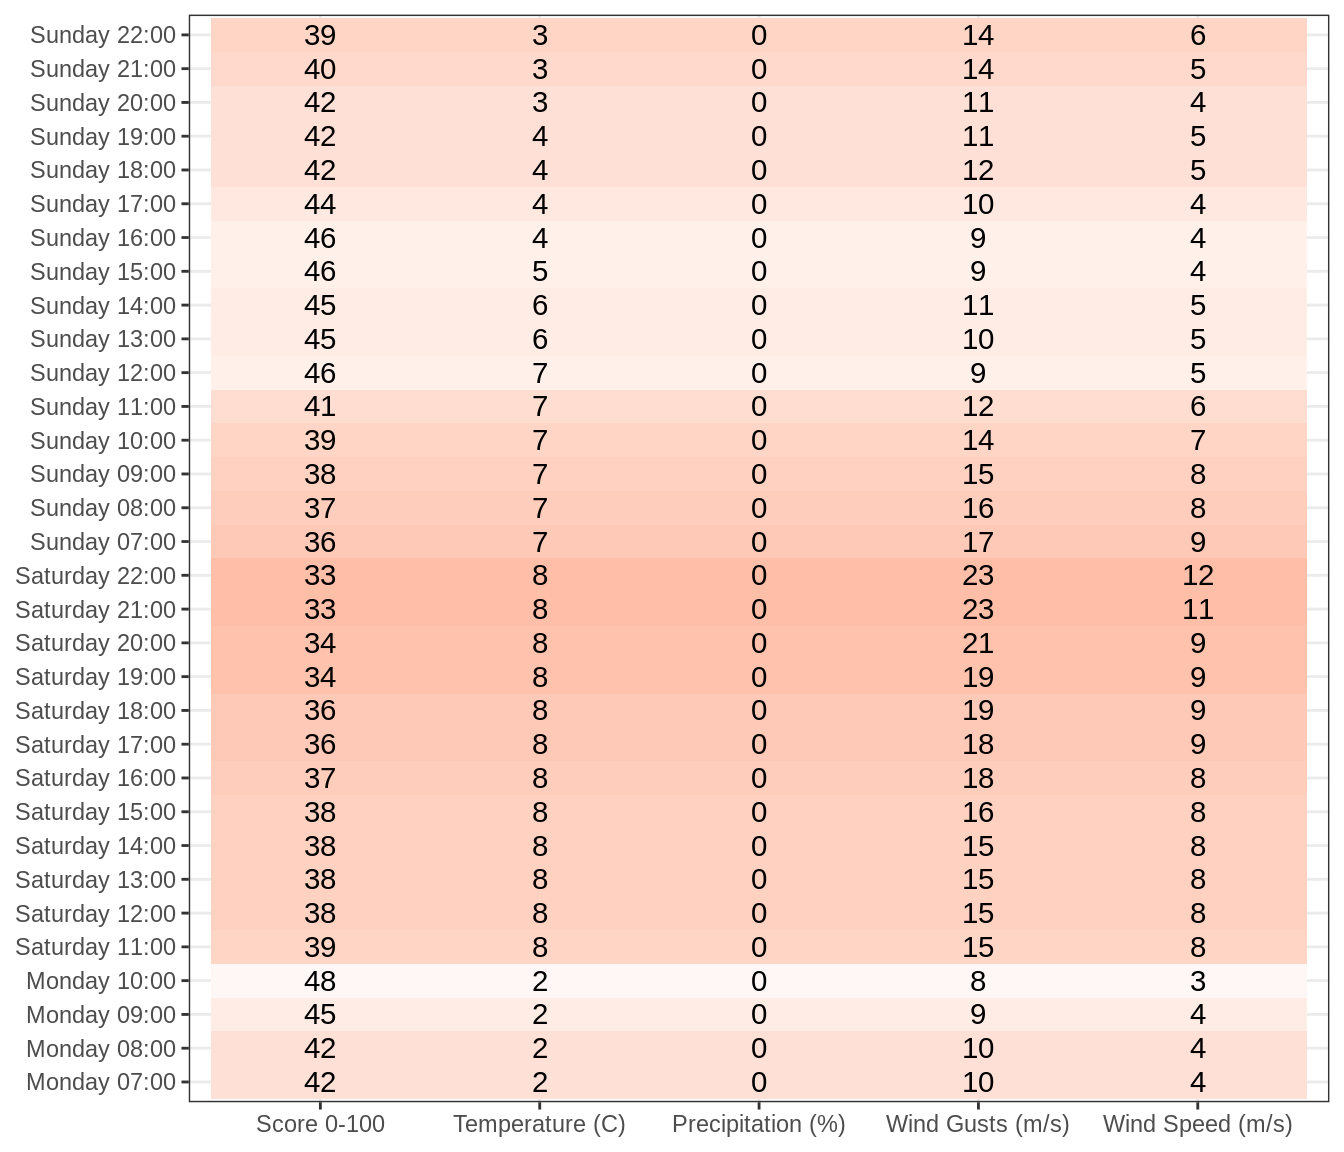 Sunday 22:00 39 3 0 14 6
Sunday 21:00 40 3 0 14 5
Sunday 20:00 42 3 0 11 4
Sunday 19:00 42 4 0 11 5
Sunday 18:00 42 4 0 12 5
Sunday 17:00 44 4 0 10 4
Sunday 16:00 46 4 0 9 4
Sunday 15:00 46 5 0 9 4
Sunday 14:00 45 6 0 11 5
Sunday 13:00 45 6 0 10 5
Sunday 12:00 46 7 0 9 5
Sunday 11:00 41 7 0 12 6
Sunday 10:00 39 7 0 14 7
Sunday 09:00 38 7 0 15 8
Sunday 08:00 37 7 0 16 8
Sunday 07:00 36 7 0 17 9
Saturday 22:00 33 8 0 23 12
Saturday 21:00 33 8 0 23 11
Saturday 20:00 34 8 0 21 9
Saturday 19:00 34 8 0 19 9
Saturday 18:00 36 8 0 19 9
Saturday 17:00 36 8 0 18 9
Saturday 16:00 37 8 0 18 8
Saturday 15:00 38 8 0 16 8
Saturday 14:00 38 8 0 15 8
Saturday 13:00 38 8 0 15 8
Saturday 12:00 38 8 0 15 8
Saturday 11:00 39 8 0 15 8
Monday 10:00 48 2 0 8 3
Monday 09:00 45 2 0 9 4
Monday 08:00 42 2 0 10 4
Monday 07:00 42 2 0 10 4
Score 0-100 Temperature (C) Precipitation (%) Wind Gusts (m/s) Wind Speed (m/s)